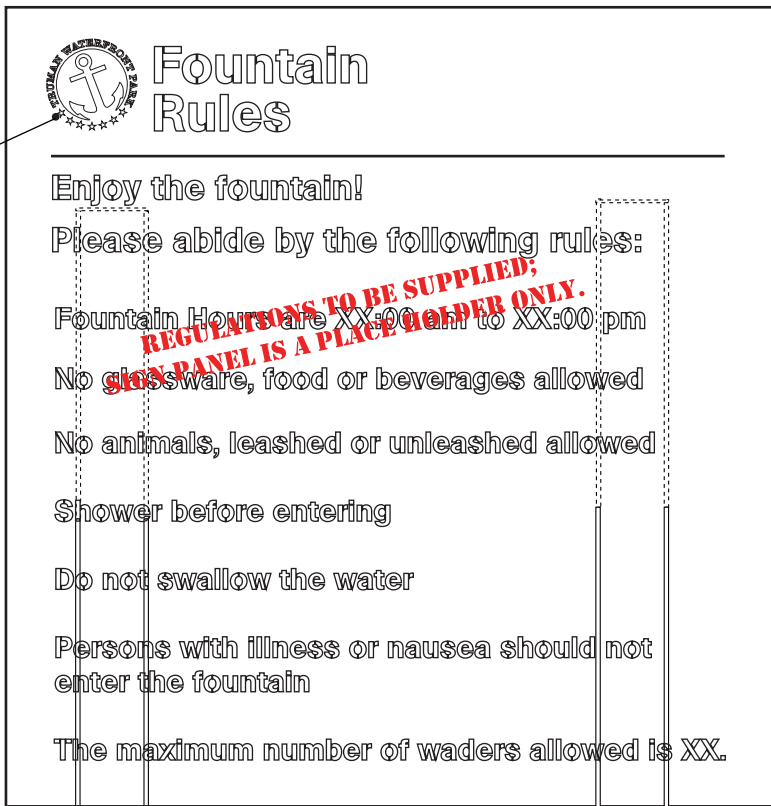 TRUMAN WATERFRONT PARK
Fountain
Rules
Enjoy the fountain!
Please abide by the following rules:
REGULATIONS TO BE SUPPLIED;
SIGN PANEL IS A PLACE HOLDER ONLY.
Fountain Hours are XX:00 am to XX:00 pm
No glassware, food or beverages allowed
No animals, leashed or unleashed allowed
Shower before entering
Do not swallow the water
Persons with illness or nausea should not
enter the fountain
The maximum number of waders allowed is XX.